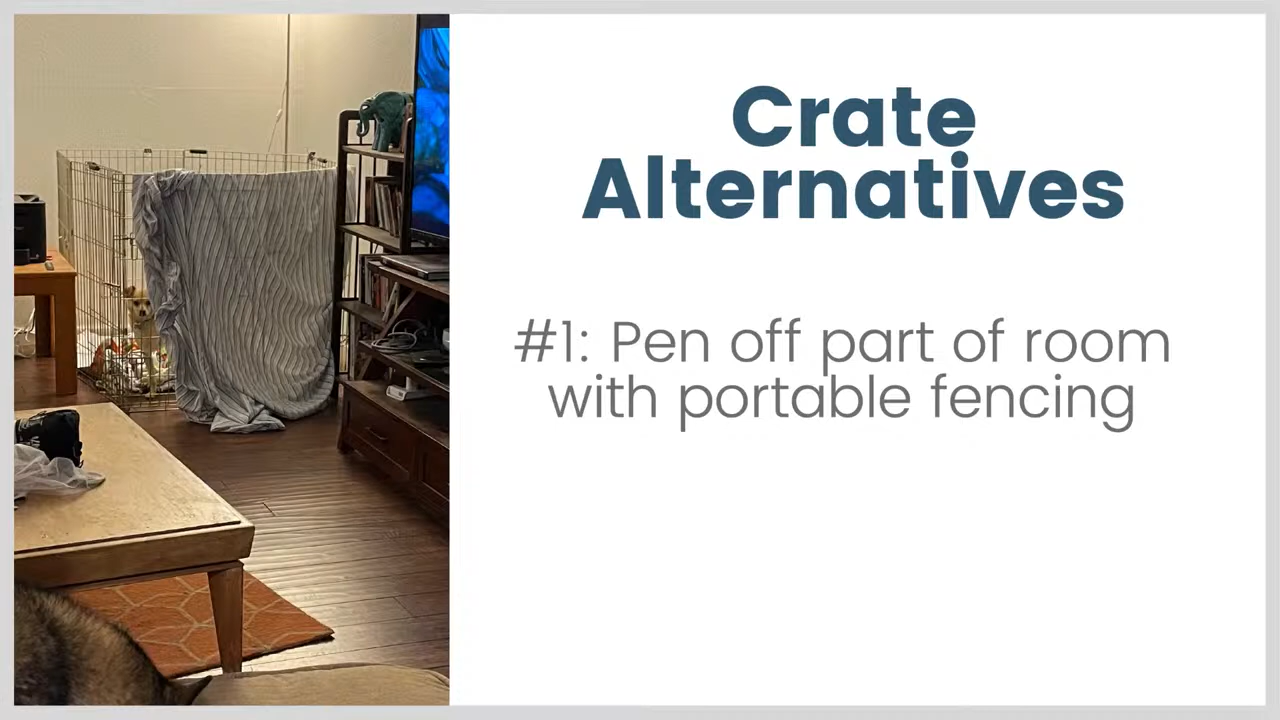 Crate
Alternatives
#1: Pen off part of room
with portable fencing